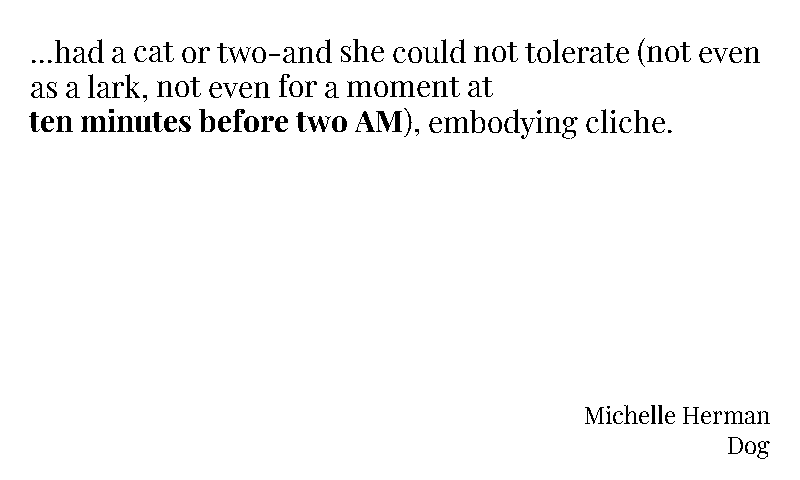 ...had a cat or two-and she could not tolerate (not even
as a lark, not even for a moment at
ten minutes before two AM), embodying cliche.
Michelle Herman
Dog